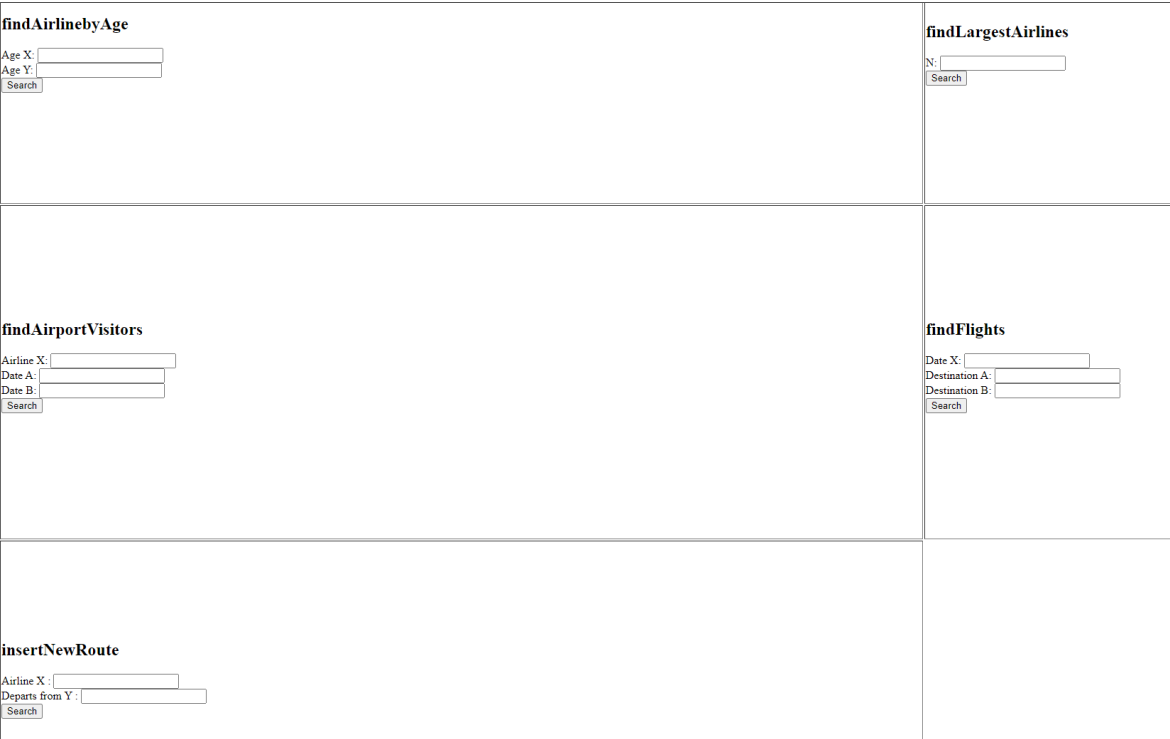 findAirlinebyAge
Age X:
Age Y:
Search
findLargestAirlines
N:
Search
findAirportVisitors
Airline X:
Date A:
Date B:
Search
findFlights
Date X:
Destination A:
Destination B:
Search
insertNewRoute
Airline X :
Departs from Y :
Search